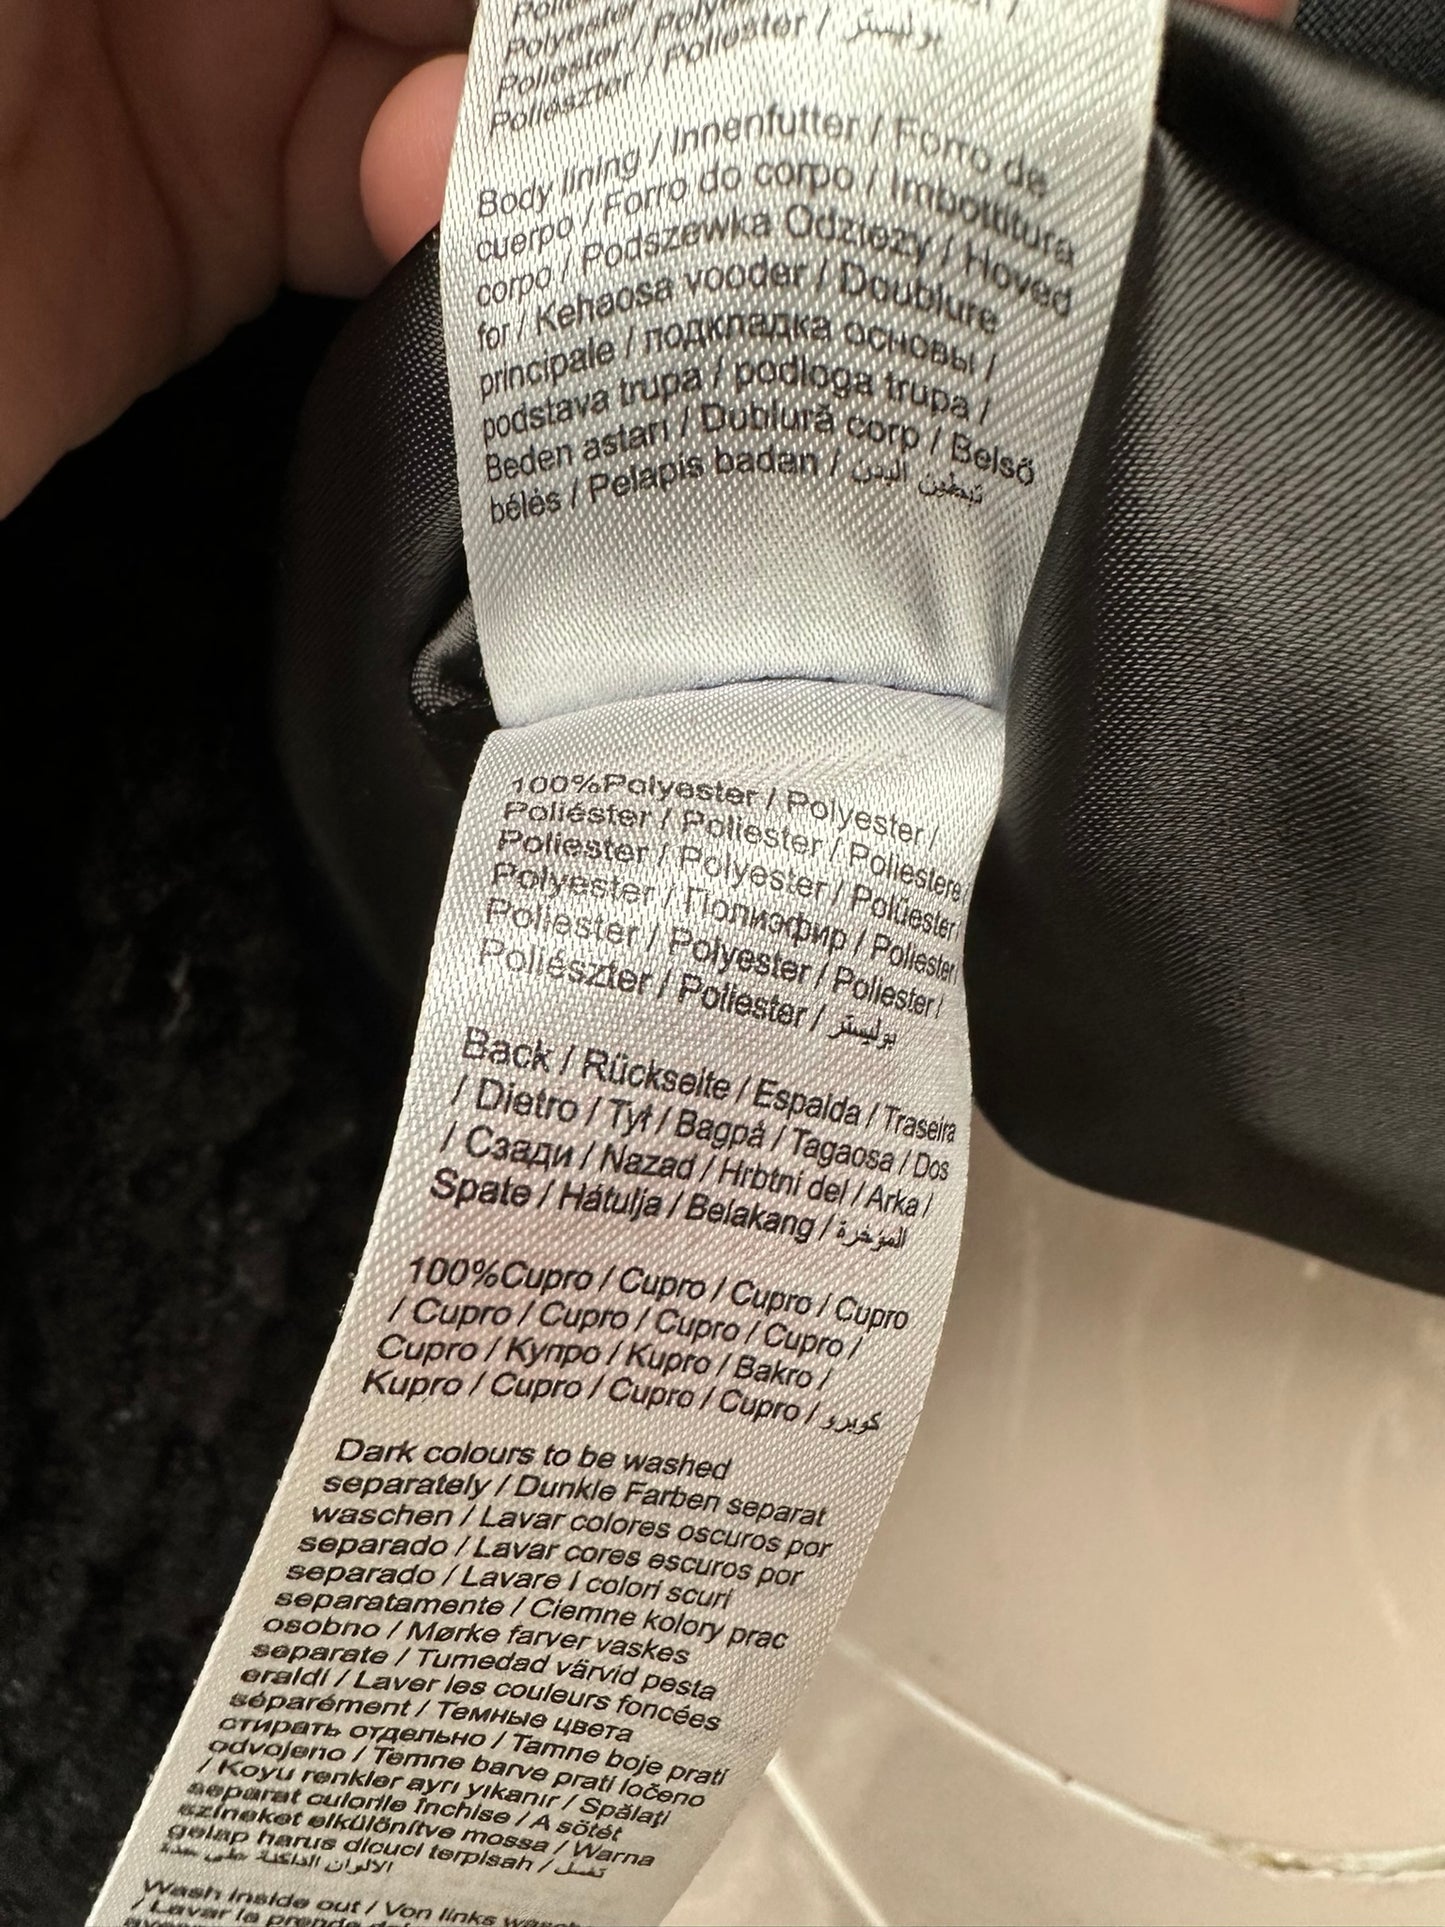 Polyester / Poliester / بوليستر
Poliészter / Poliester /
Body lining / Innenfutter / Forro de
cuerpo / Forro do corpo / Imbottitura
corpo / Podszewka Odzieży / Hoved
for / Kehaosa vooder / Doublure
principale / подкладка основы /
podstava trupa / podloga trupa /
Beden astarı / Dublură corp / Belső
bélés / Pelapis badan / تبطين البدن
100%Polyester / Polyester /
Poliéster / Poliester / Poliestere /
Poliester / Polyester / Polüester
Polyester / Полиэфир / Poliester
Poliester / Polyester / Poliester /
Poliészter / Poliester / بوليستر
Back / Rückseite / Espalda / Traseira
/ Dietro / Tył / Bagpå / Tagaosa / Dos
/ Сзади / Nazad / Hrbtni del / Arka /
Spate / Hátulja / Belakang / المؤخرة
100%Cupro / Cupro / Cupro / Cupro
/ Cupro / Cupro / Cupro / Cupro /
Cupro / Купро / Kupro / Bakro /
Kupro / Cupro / Cupro / Cupro / كوبرو
Dark colours to be washed
separately / Dunkle Farben separat
waschen / Lavar colores oscuros por
separado / Lavar cores escuros por
separado / Lavare i colori scuri
separatamente / Ciemne kolory prac
osobno / Mørke farver vaskes
separate / Tumedad värvid pesta
eraldi / Laver les couleurs foncées
séparément / Темные цвета
стирать отдельно / Tamne boje prati
odvojeno / Temne barve prati ločeno
/ Koyu renkler ayrı yıkanır / Spălați
separat culorile închise / A sötét
színeket elkülönítve mossa / Warna
gelap harus dicuci terpisah / تغسل
الالوان الداكنة على حدة
Wash inside out / Von links
/ Lavar la prenda